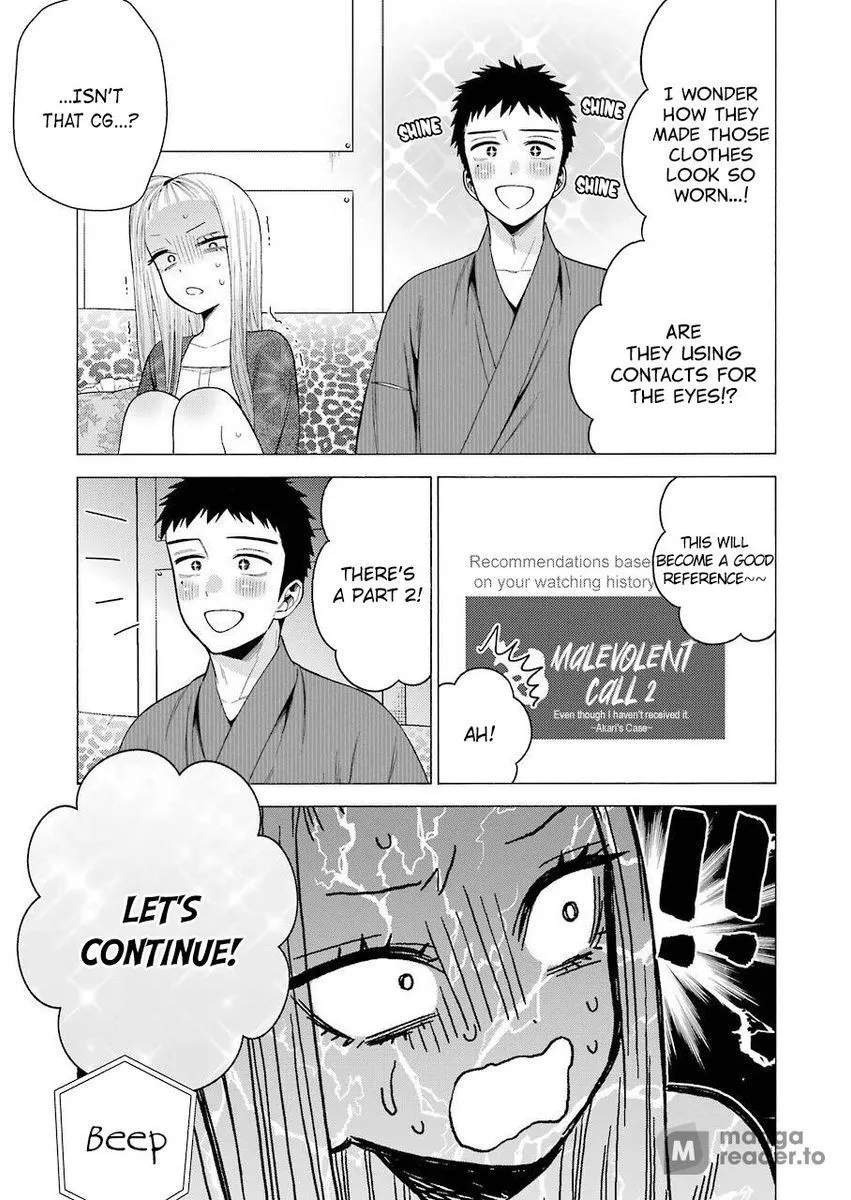 I WONDER
HOW THEY
MADE THOSE
CLOTHES
LOOK SO
WORN...!
SHINE
SHINE
SHINE
ARE
THEY USING
CONTACTS FOR
THE EYES!?
...ISN'T
THAT CG...?
THIS WILL
BECOME A GOOD
REFERENCE~~
Recommendations base
on your watching history
MALEVOLENT
CALL 2
Even though I haven't received it.
~Akari's Case~
AH!
THERE'S
A PART 2!
!!
LET'S
CONTINUE!
Beep
M
manga
reader.to